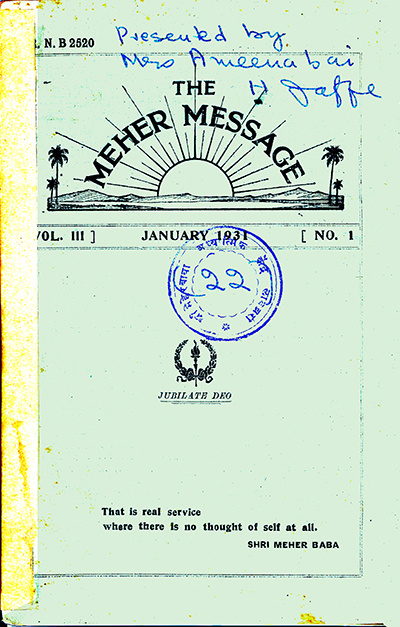 N. B 2520
Presented by
Mrs Ameenabai
H Jaffe
THE
MEHER MESSAGE
VOL. III ] JANUARY 1931 [ NO. 1
22
JUBILATE DEO
That is real service
where there is no thought of self at all.
SHRI MEHER BABA